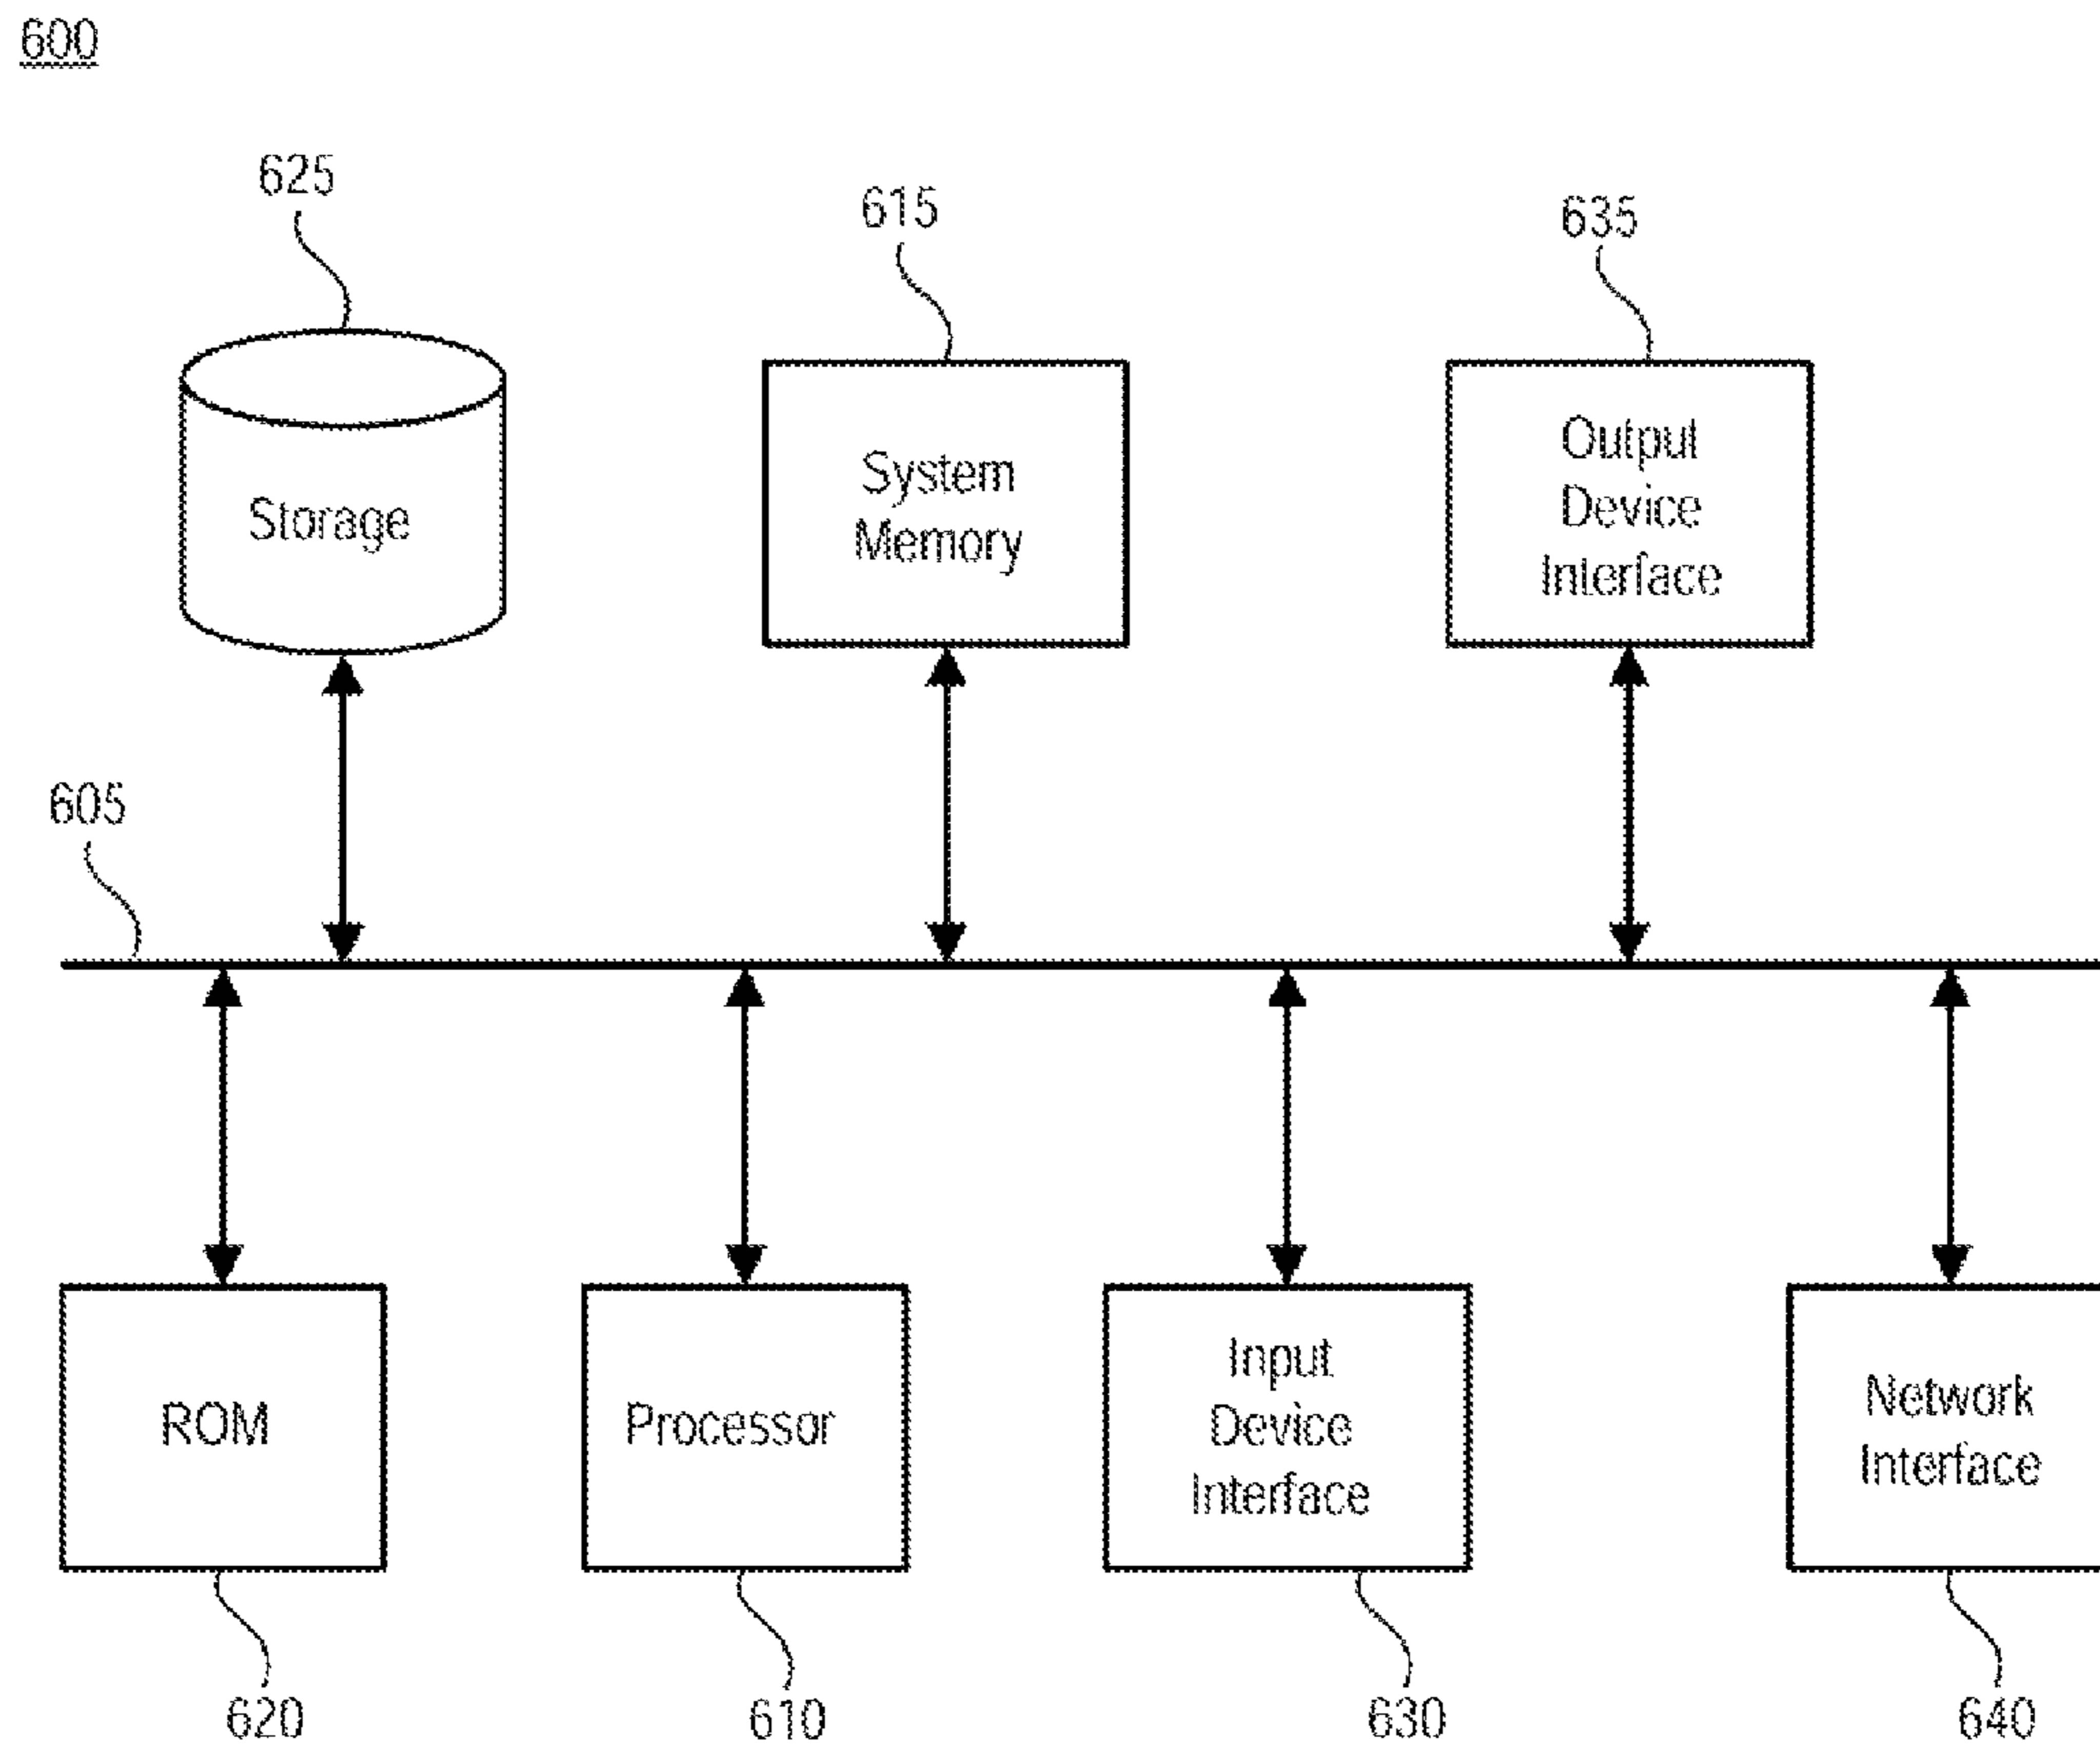 600
625
615
635
Storage
System
Memory
Output
Device
Interface
605
ROM
Processor
Input
Device
Interface
Network
Interface
620
610
630
640